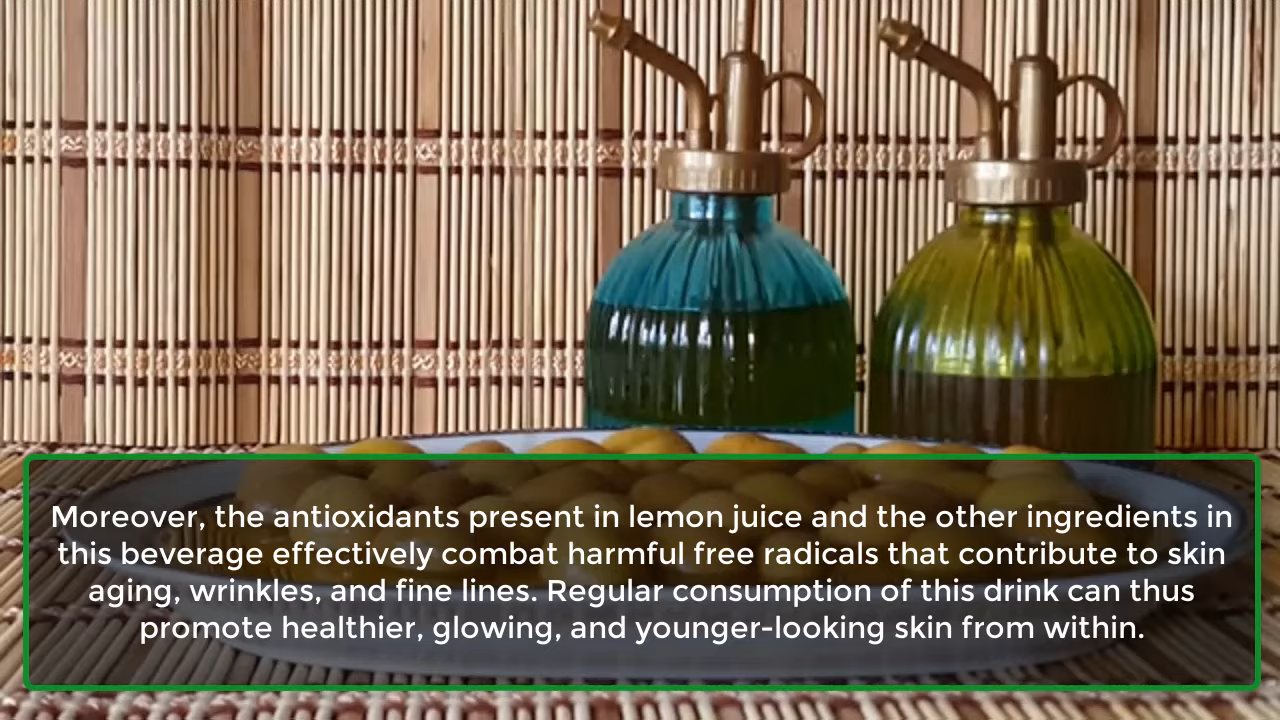 Moreover, the antioxidants present in lemon juice and the other ingredients in
this beverage effectively combat harmful free radicals that contribute to skin
aging, wrinkles, and fine lines. Regular consumption of this drink can thus
promote healthier, glowing, and younger-looking skin from within.